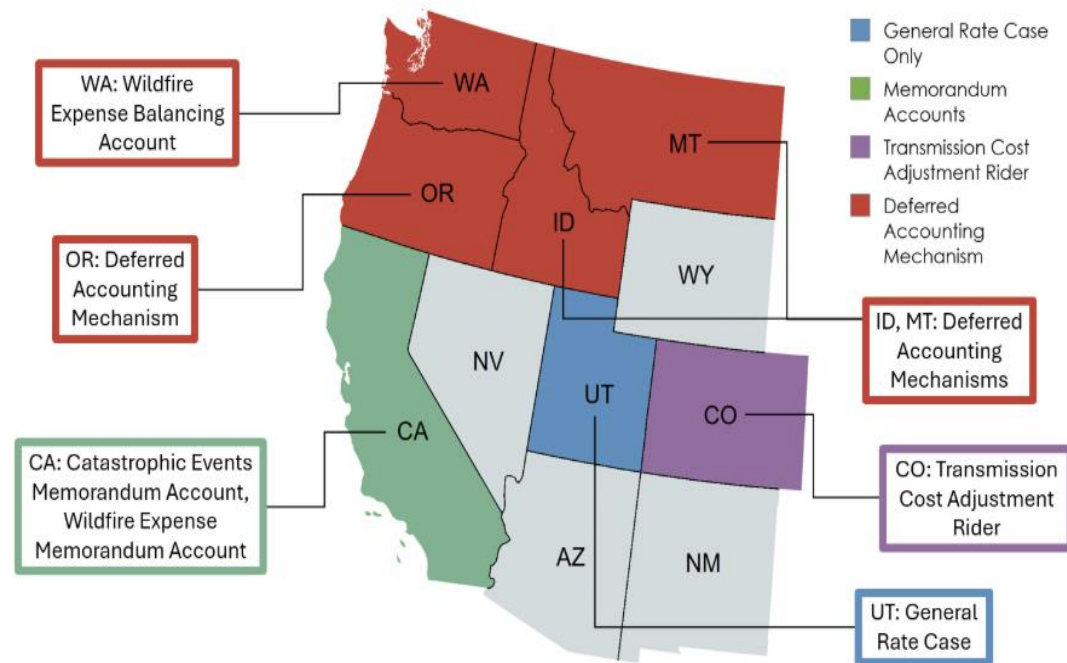 WA: Wildfire
Expense Balancing
Account
OR: Deferred
Accounting
Mechanism
CA: Catastrophic Events
Memorandum Account,
Wildfire Expense
Memorandum Account
WA
OR
ID
MT
WY
NV
UT
CO
CA
AZ
NM
General Rate Case
Only
Memorandum
Accounts
Transmission Cost
Adjustment Rider
Deferred
Accounting
Mechanism
ID, MT: Deferred
Accounting
Mechanisms
CO: Transmission
Cost Adjustment
Rider
UT: General
Rate Case